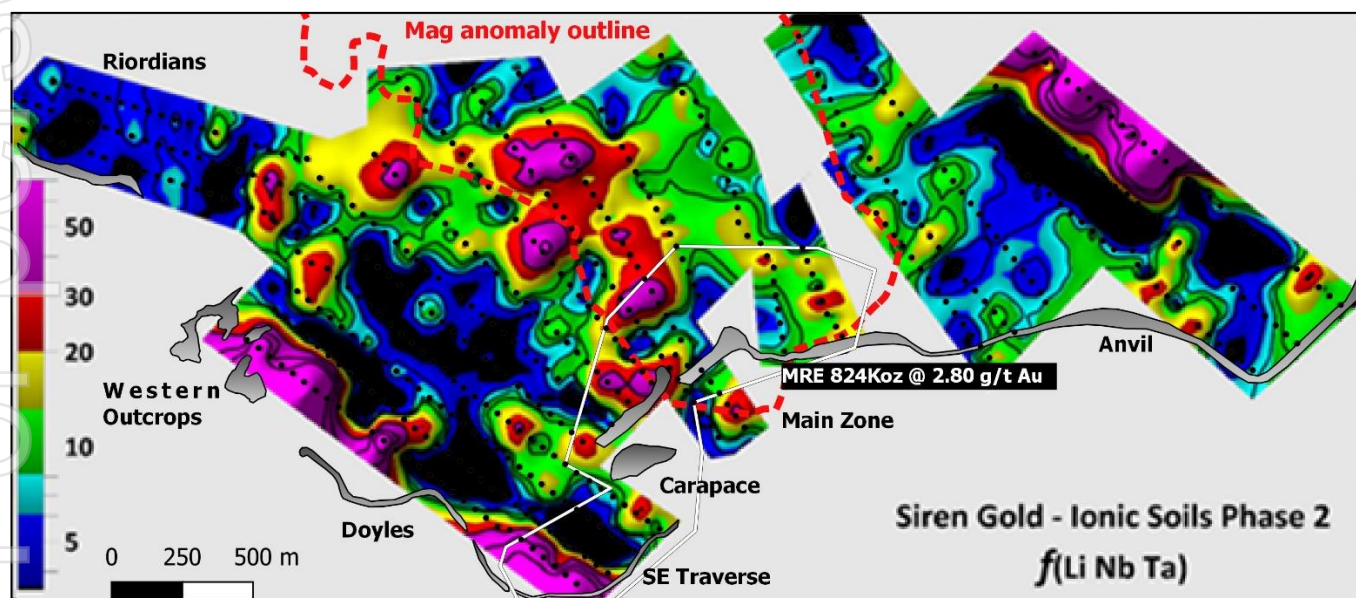 Mag anomaly outline
Riordians
50
30
20
10
5
Western
Outcrops
Anvil
MRE 824Koz @ 2.80 g/t Au
Main Zone
Carapace
Doyles
SE Traverse
0 250 500 m
Siren Gold - Ionic Soils Phase 2
f(Li Nb Ta)